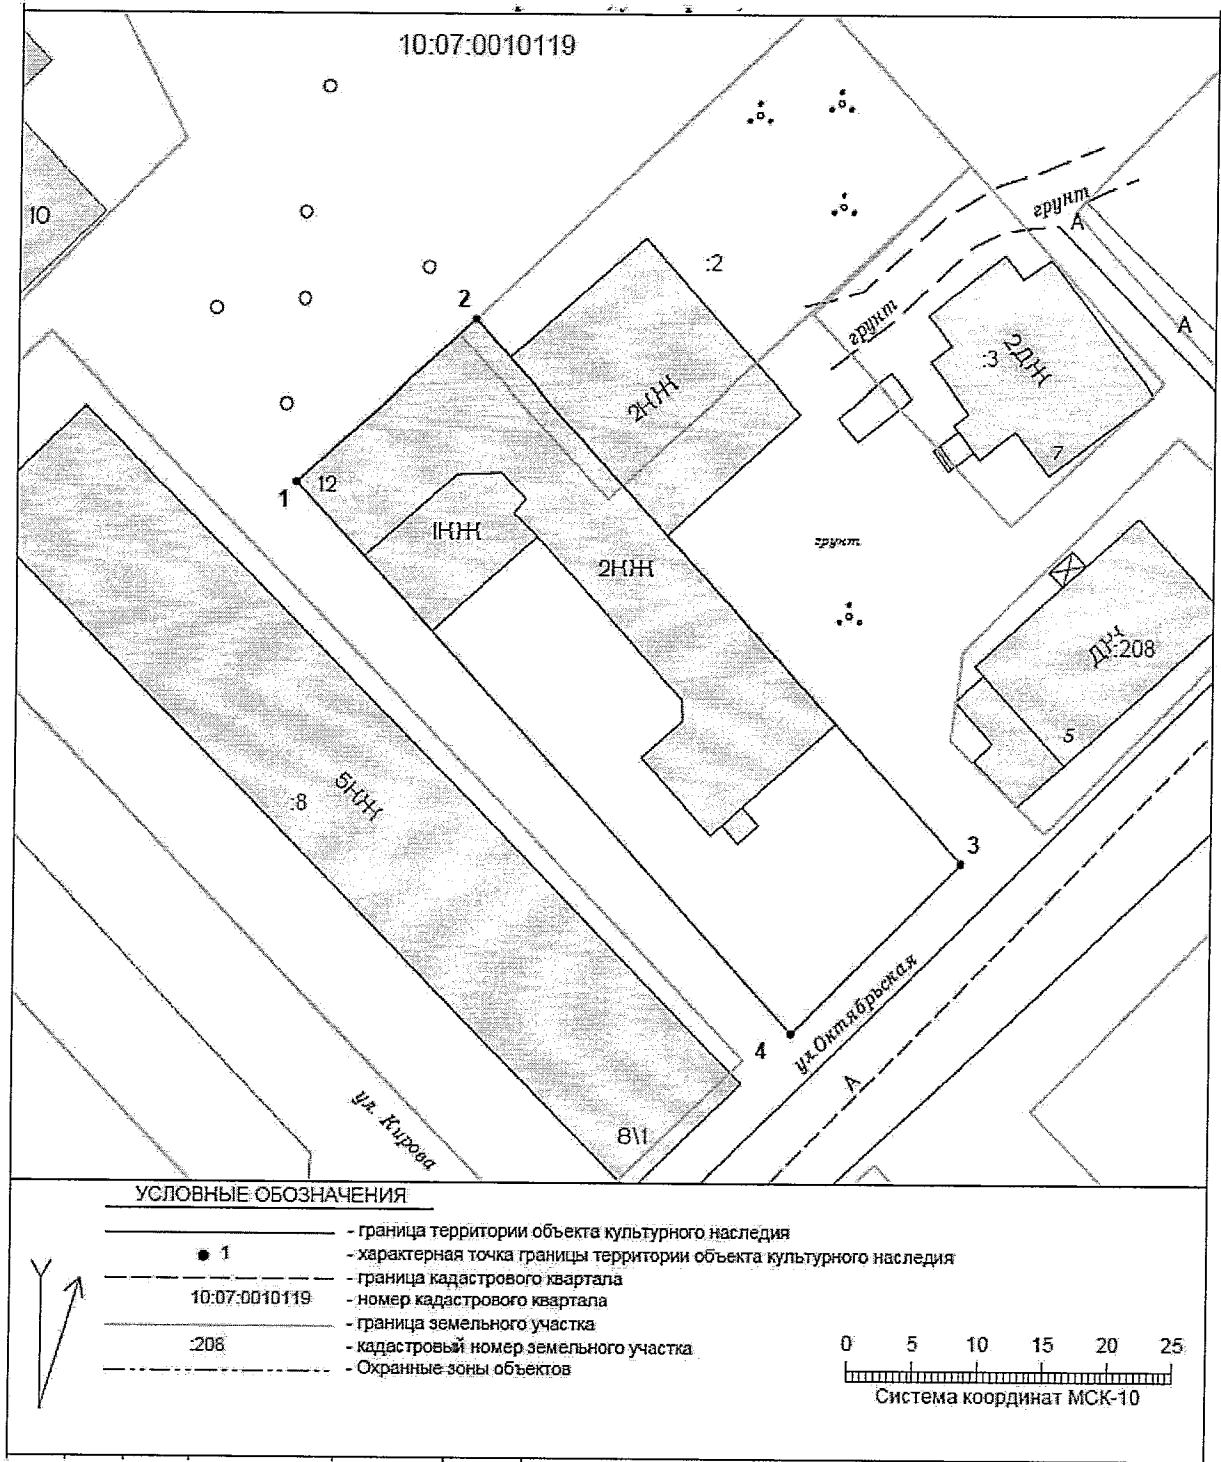 10:07:0010119
10
грунт
А
:2
2
А
грунт
:3
2ДЖ
2КЖ
7
1
12
1КЖ
грунт
2КЖ
:208
5
5КЖ
:8
3
ул.Октябрьская
4
А
ул. Кирова
8\1
УСЛОВНЫЕ ОБОЗНАЧЕНИЯ
- граница территории объекта культурного наследия
1 - характерная точка границы территории объекта культурного наследия
- граница кадастрового квартала
10:07:0010119 - номер кадастрового квартала
- граница земельного участка
:208 - кадастровый номер земельного участка
- Охранные зоны объектов
0 5 10 15 20 25
Система координат МСК-10